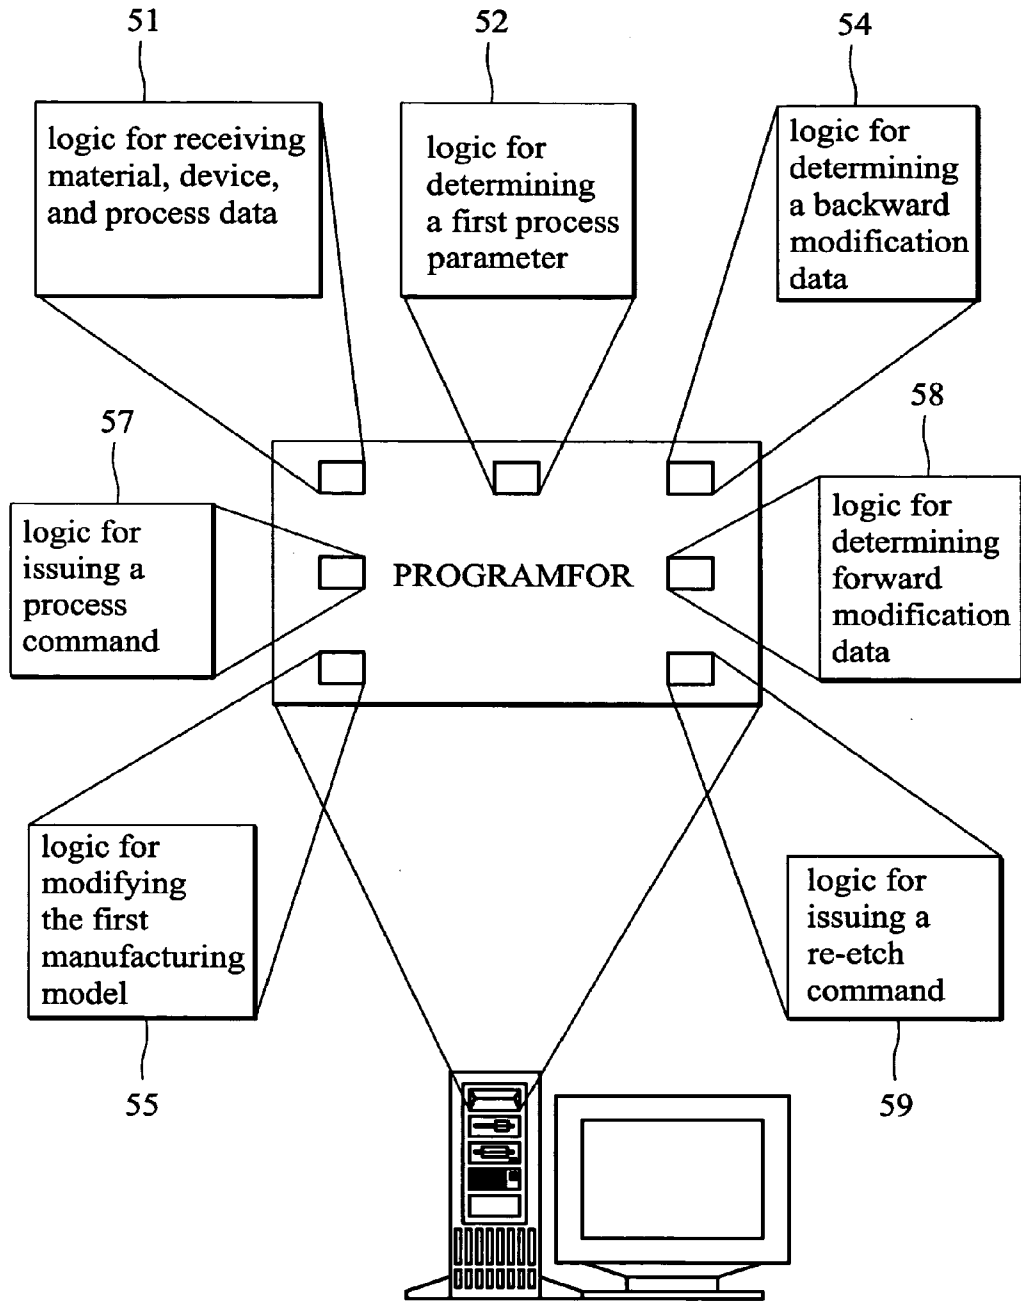 51
52
54
logic for receiving
material, device,
and process data
logic for
determining
a first process
parameter
logic for
determining
a backward
modification
data
57
58
logic for
issuing a
process
command
PROGRAMFOR
logic for
determining
forward
modification
data
logic for
modifying
the first
manufacturing
model
logic for
issuing a
re-etch
command
55
59